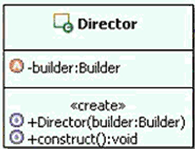 Director
-builder:Builder
«create»
+Director(builder:Builder)
+construct():void